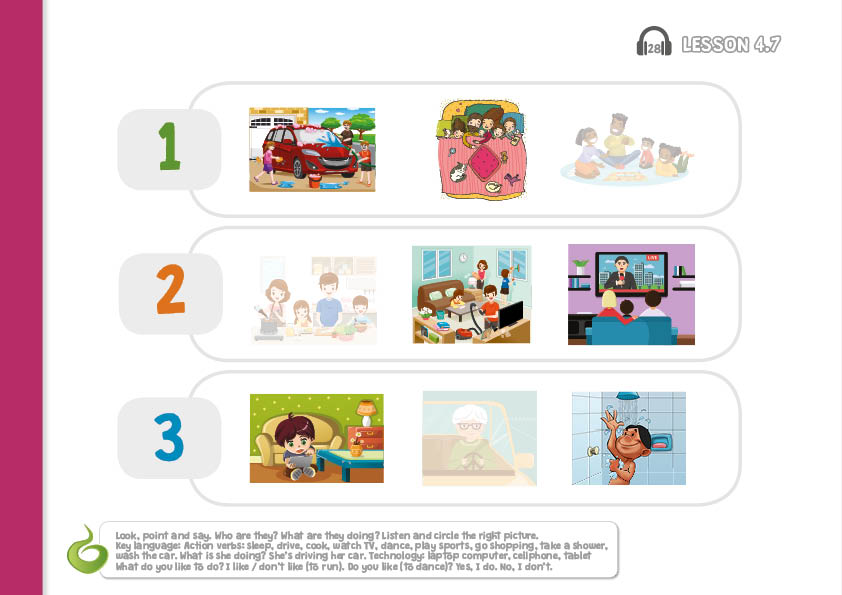 28 LESSON 4.7
1
LIVE
2
3
Look, point and say. Who are they? What are they doing? Listen and circle the right picture.
Key language: Action verbs: sleep, drive, cook, watch TV, dance, play sports, go shopping, take a shower,
wash the car. What is she doing? She's driving her car. Technology: laptop computer, cellphone, tablet
What do you like to do? I like / don't like (to run). Do you like (to dance)? Yes, I do. No, I don't.